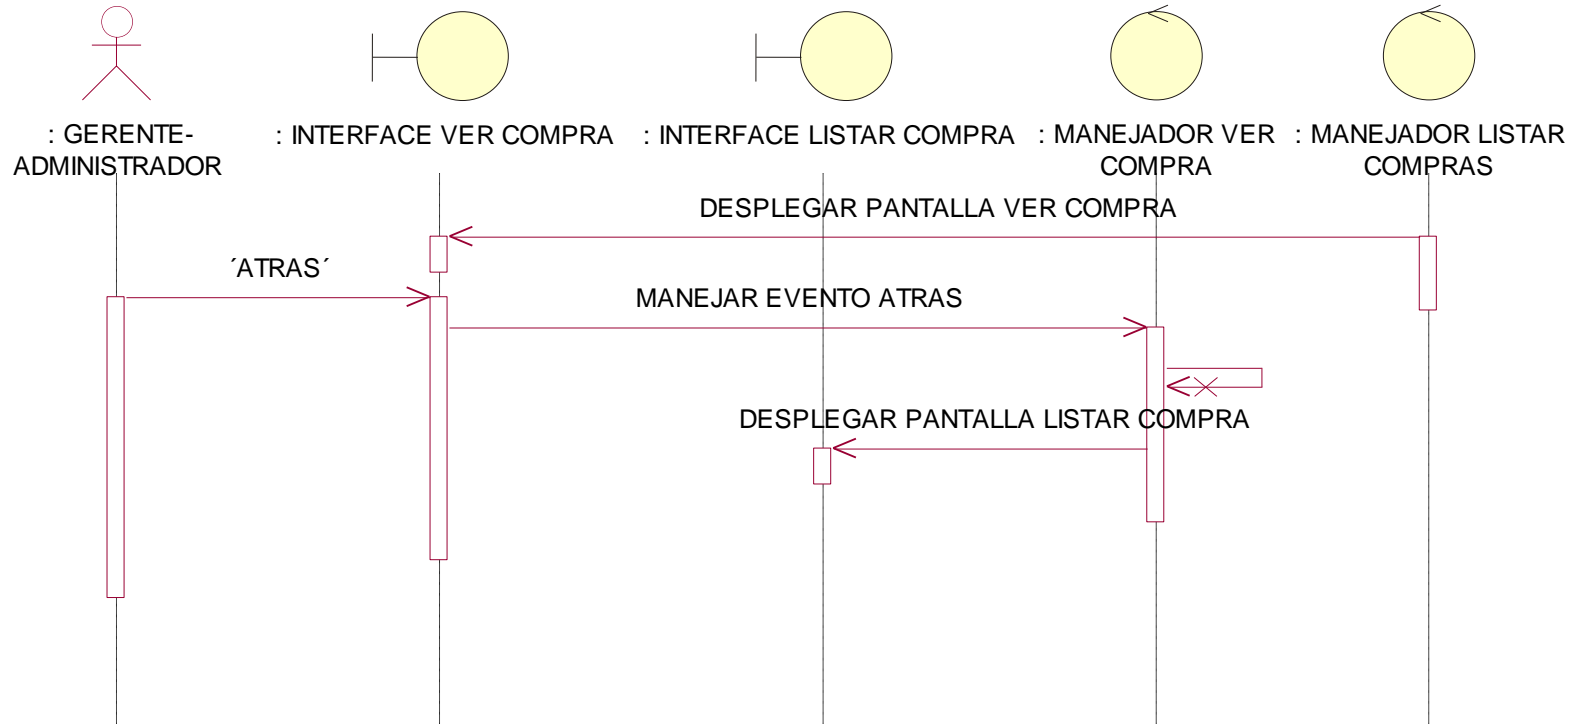 : GERENTE-
ADMINISTRADOR
: INTERFACE VER COMPRA
: INTERFACE LISTAR COMPRA
: MANEJADOR VER
COMPRA
: MANEJADOR LISTAR
COMPRAS
DESPLEGAR PANTALLA VER COMPRA
´ATRAS´
MANEJAR EVENTO ATRAS
DESPLEGAR PANTALLA LISTAR COMPRA